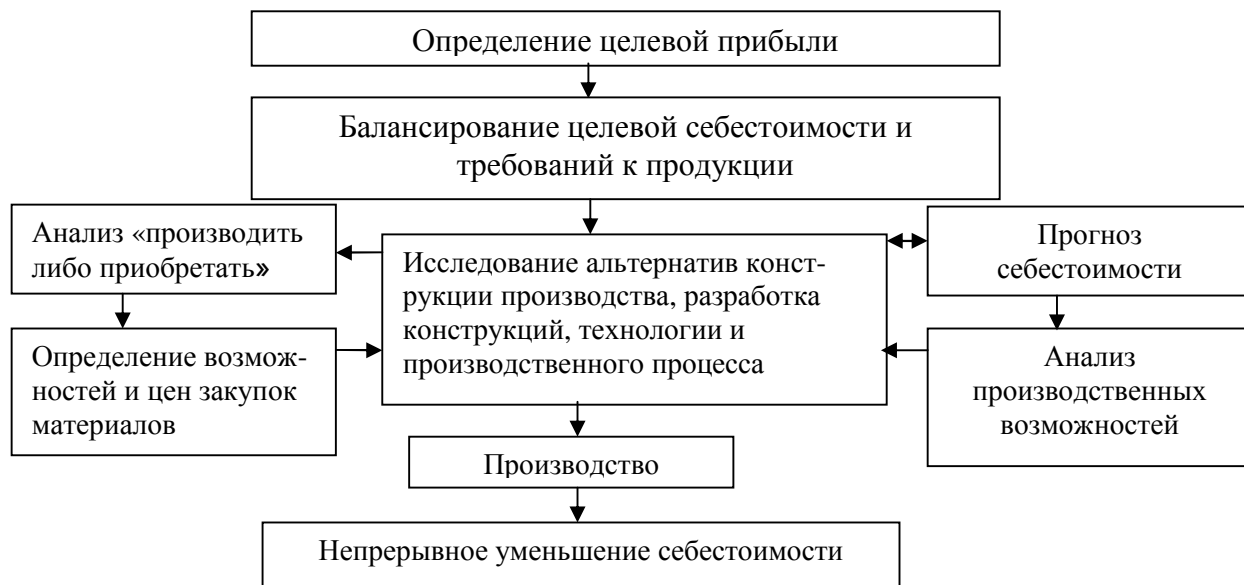 Определение целевой прибыли
Балансирование целевой себестоимости и
требований к продукции
Анализ «производить
либо приобретать»
Исследование альтернатив конст-
рукции производства, разработка
конструкций, технологии и
производственного процесса
Прогноз
себестоимости
Определение возмож-
ностей и цен закупок
материалов
Анализ
производственных
возможностей
Производство
Непрерывное уменьшение себестоимости